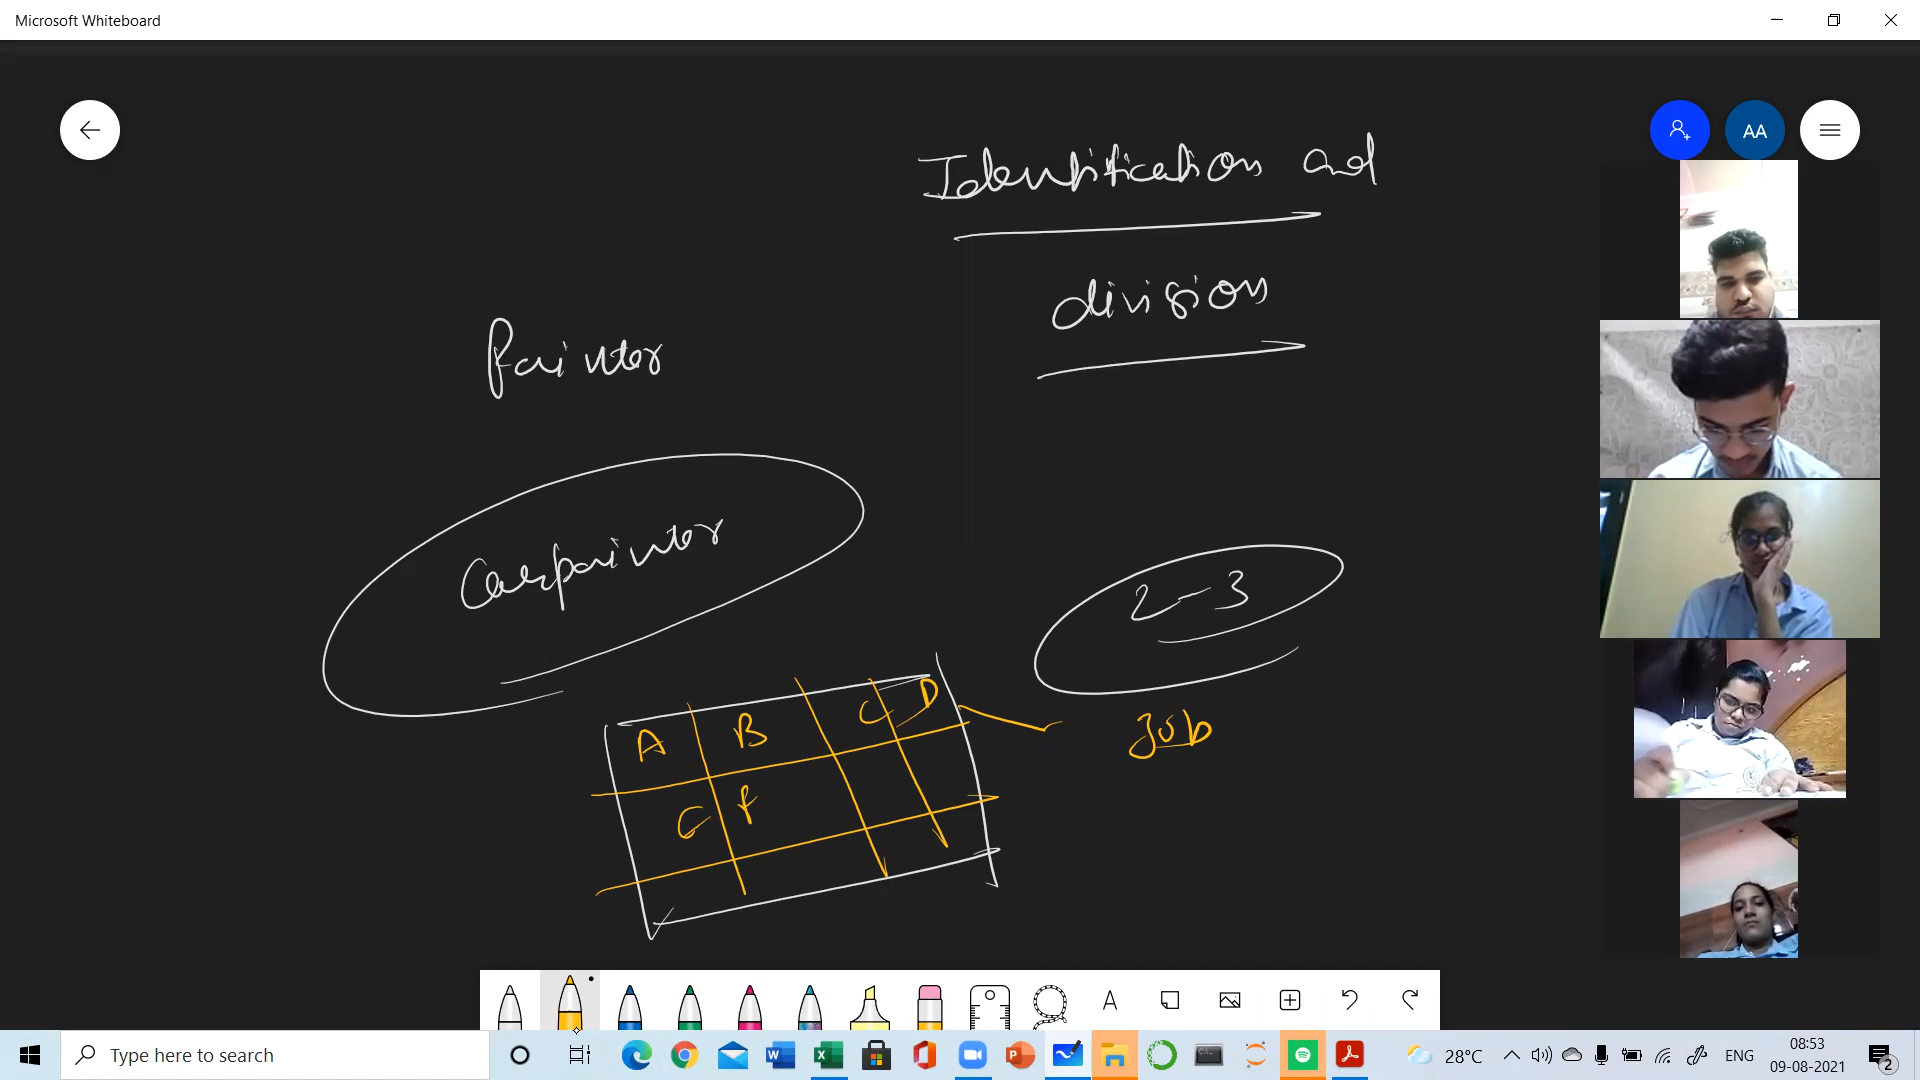 Microsoft Whiteboard
AA
Identification and
division
Painter
Carpainter
2-3
A B C D
Job
C P
A
Type here to search
28°C
ENG
08:53
09-08-2021
2